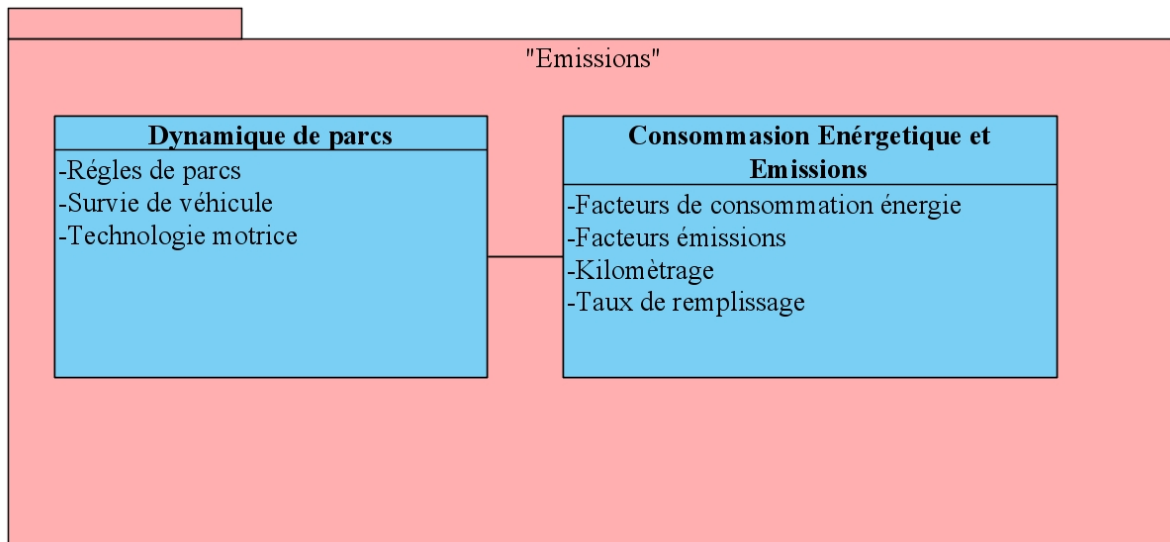 "Emissions"
Dynamique de parcs
-Régles de parcs
-Survie de véhicule
-Technologie motrice
Consommasion Enérgetique et
Emissions
-Facteurs de consommation énergie
-Facteurs émissions
-Kilomètrage
-Taux de remplissage